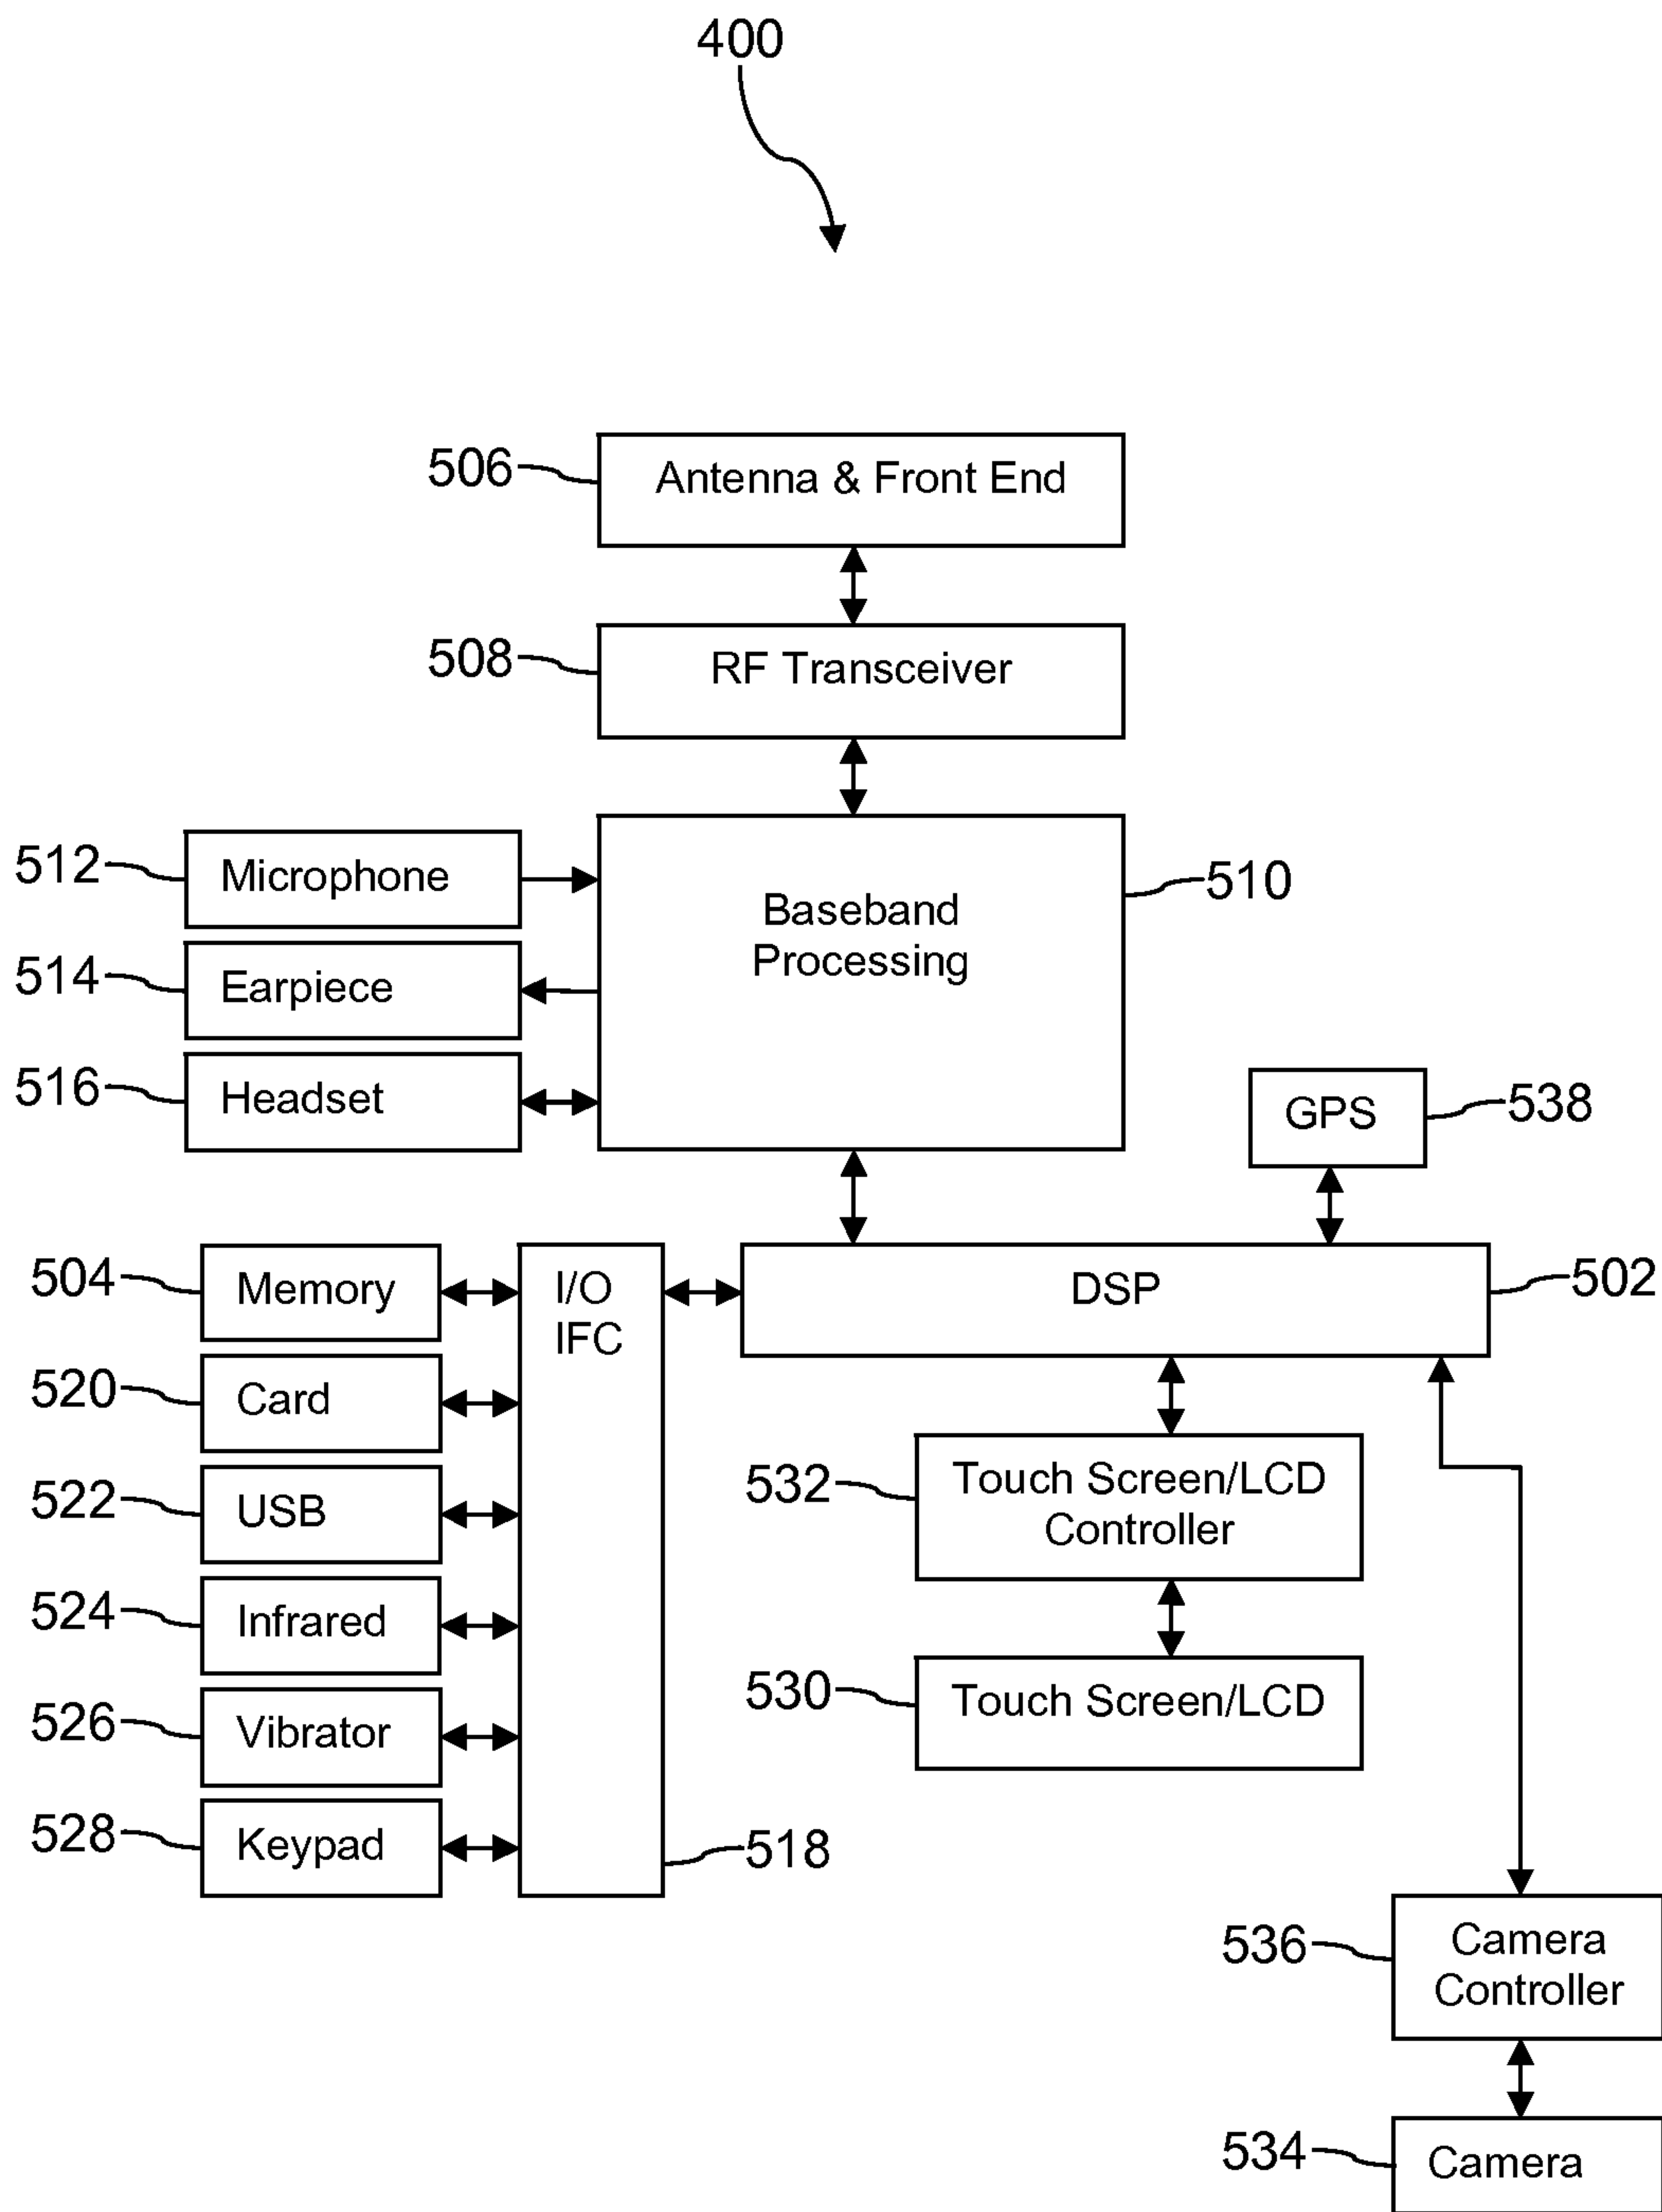 400
506
Antenna & Front End
508
RF Transceiver
512
Microphone
510
Baseband
Processing
514
Earpiece
516
Headset
GPS
538
504
Memory
I/O
IFC
DSP
502
520
Card
522
USB
532
Touch Screen/LCD
Controller
524
Infrared
526
Vibrator
530
Touch Screen/LCD
528
Keypad
518
536
Camera
Controller
534
Camera